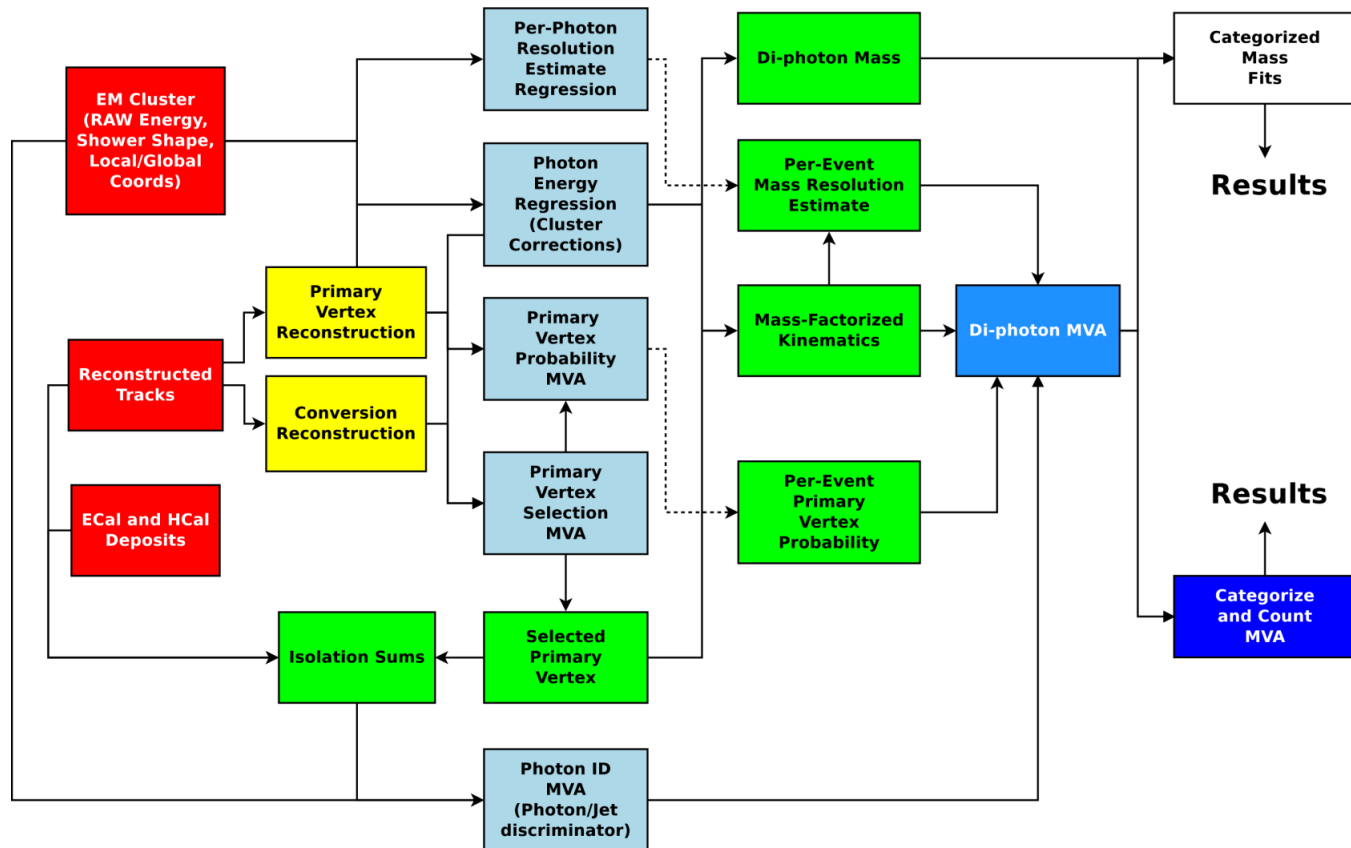 EM Cluster
(RAW Energy,
Shower Shape,
Local/Global
Coords)
Reconstructed
Tracks
ECal and HCal
Deposits
Primary
Vertex
Reconstruction
Conversion
Reconstruction
Isolation Sums
Per-Photon
Resolution
Estimate
Regression
Photon
Energy
Regression
(Cluster
Corrections)
Primary
Vertex
Probability
MVA
Primary
Vertex
Selection
MVA
Selected
Primary
Vertex
Photon ID
MVA
(Photon/Jet
discriminator)
Di-photon Mass
Per-Event
Mass Resolution
Estimate
Mass-Factorized
Kinematics
Per-Event
Primary
Vertex
Probability
Di-photon MVA
Categorized
Mass
Fits
Results
Results
Categorize
and Count
MVA